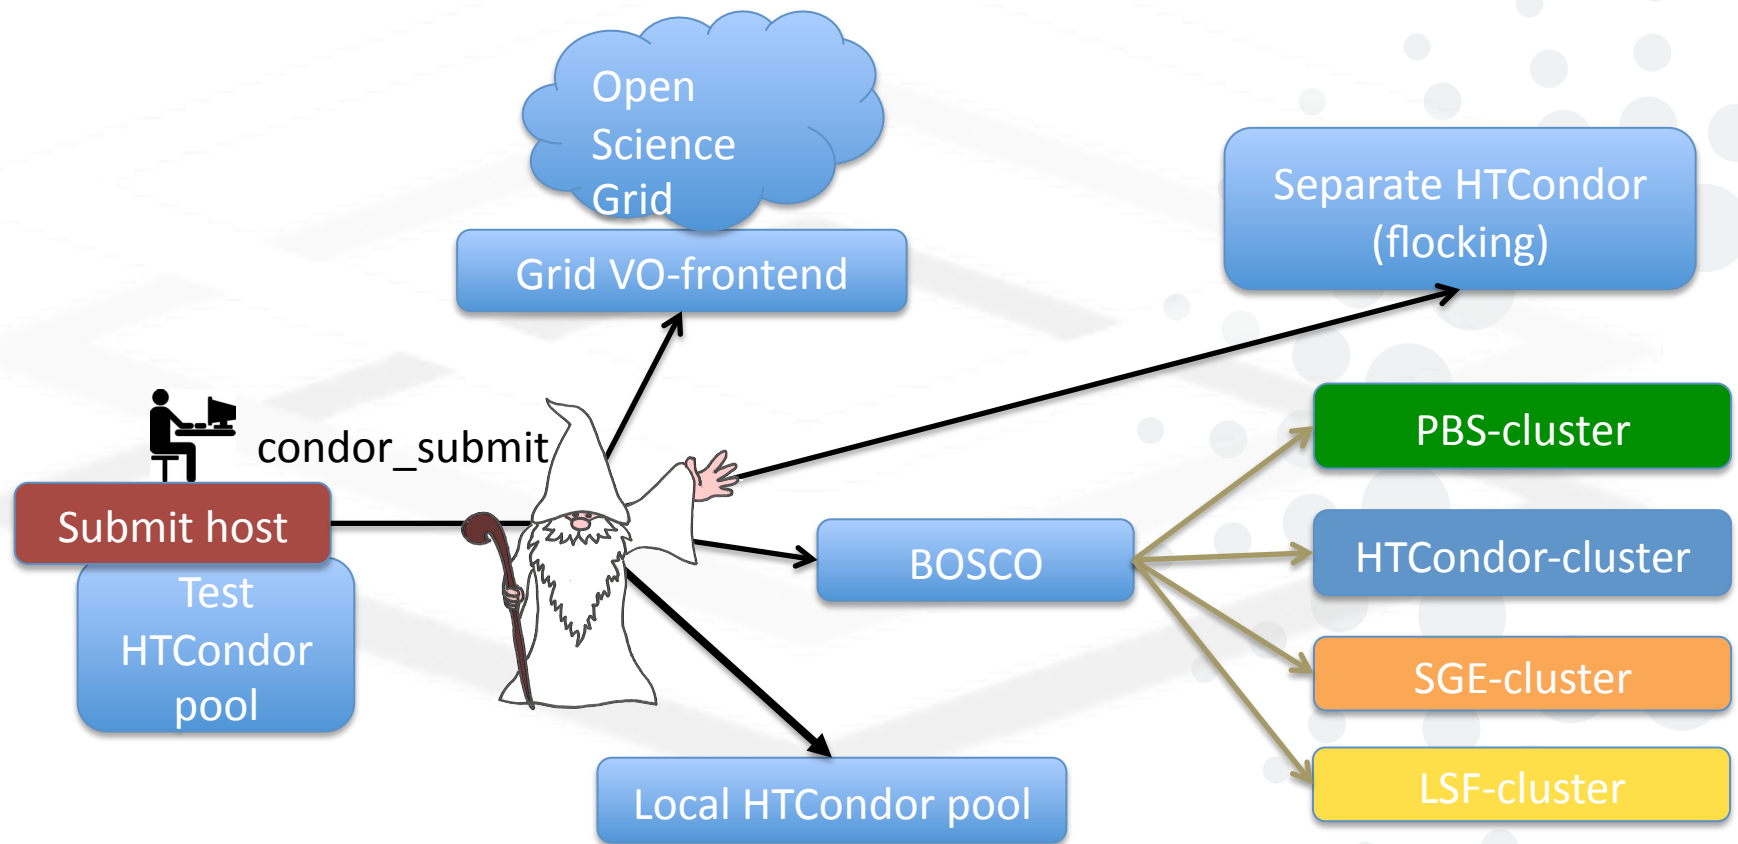 Open
Science
Grid
Grid VO-frontend
Separate HTCondor
(flocking)
condor_submit
Submit host
Test
HTCondor
pool
BOSCO
Local HTCondor pool
PBS-cluster
HTCondor-cluster
SGE-cluster
LSF-cluster